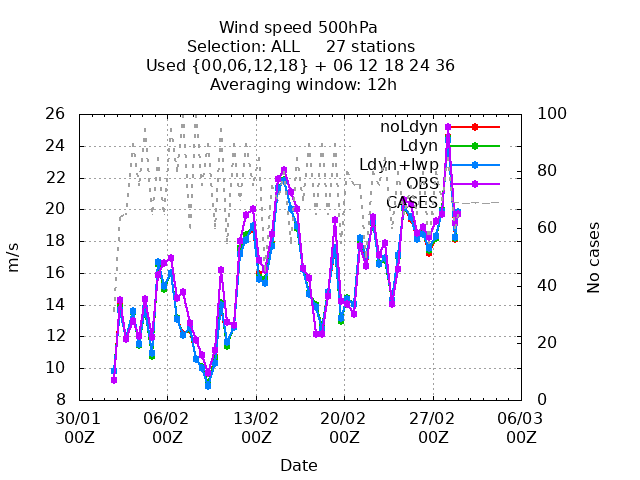 Wind speed 500hPa
Selection: ALL 27 stations
Used {00,06,12,18} + 06 12 18 24 36
Averaging window: 12h
26 100
noLdyn
24
Ldyn
80
22 Ldyn+lwp
OBS
20 CASES
60
18
m/s No cases
16
40
14
12 20
10
8 0
30/01 06/02 13/02 20/02 27/02 06/03
00Z 00Z 00Z 00Z 00Z 00Z
Date